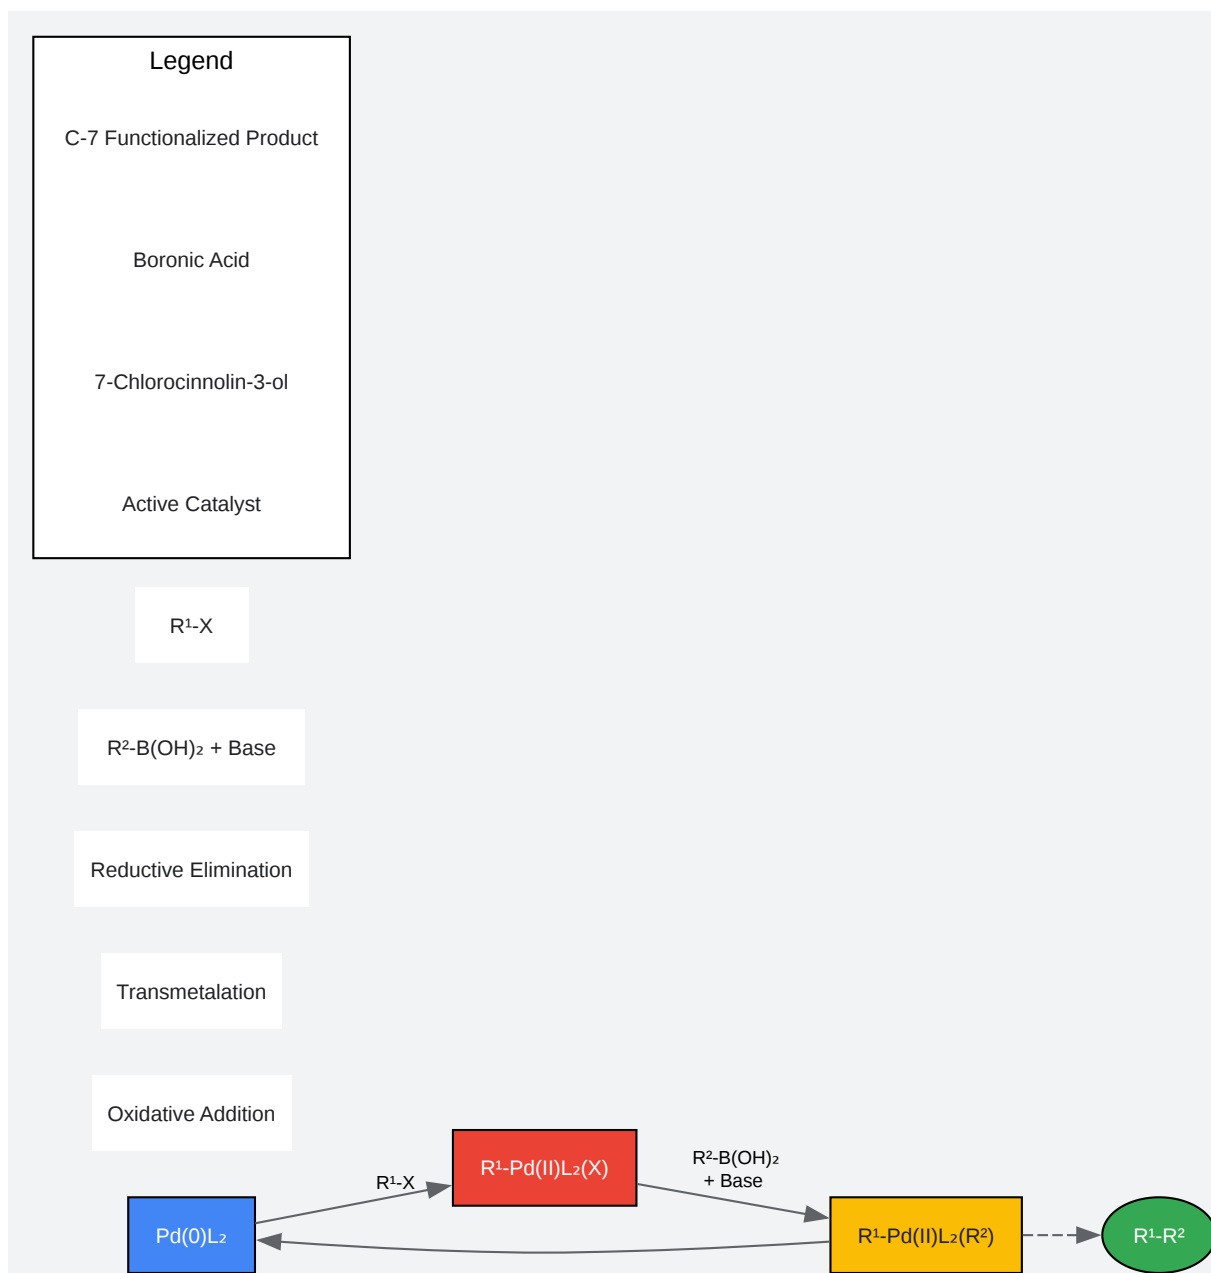 Legend
C-7 Functionalized Product
Boronic Acid
7-Chlorocinnolin-3-ol
Active Catalyst
R¹-X
R²-B(OH)₂ + Base
Reductive Elimination
Transmetalation
Oxidative Addition
R¹-Pd(II)L₂(X)
R²-B(OH)₂
+ Base
R¹-X
Pd(0)L₂
R¹-Pd(II)L₂(R²)
R¹-R²